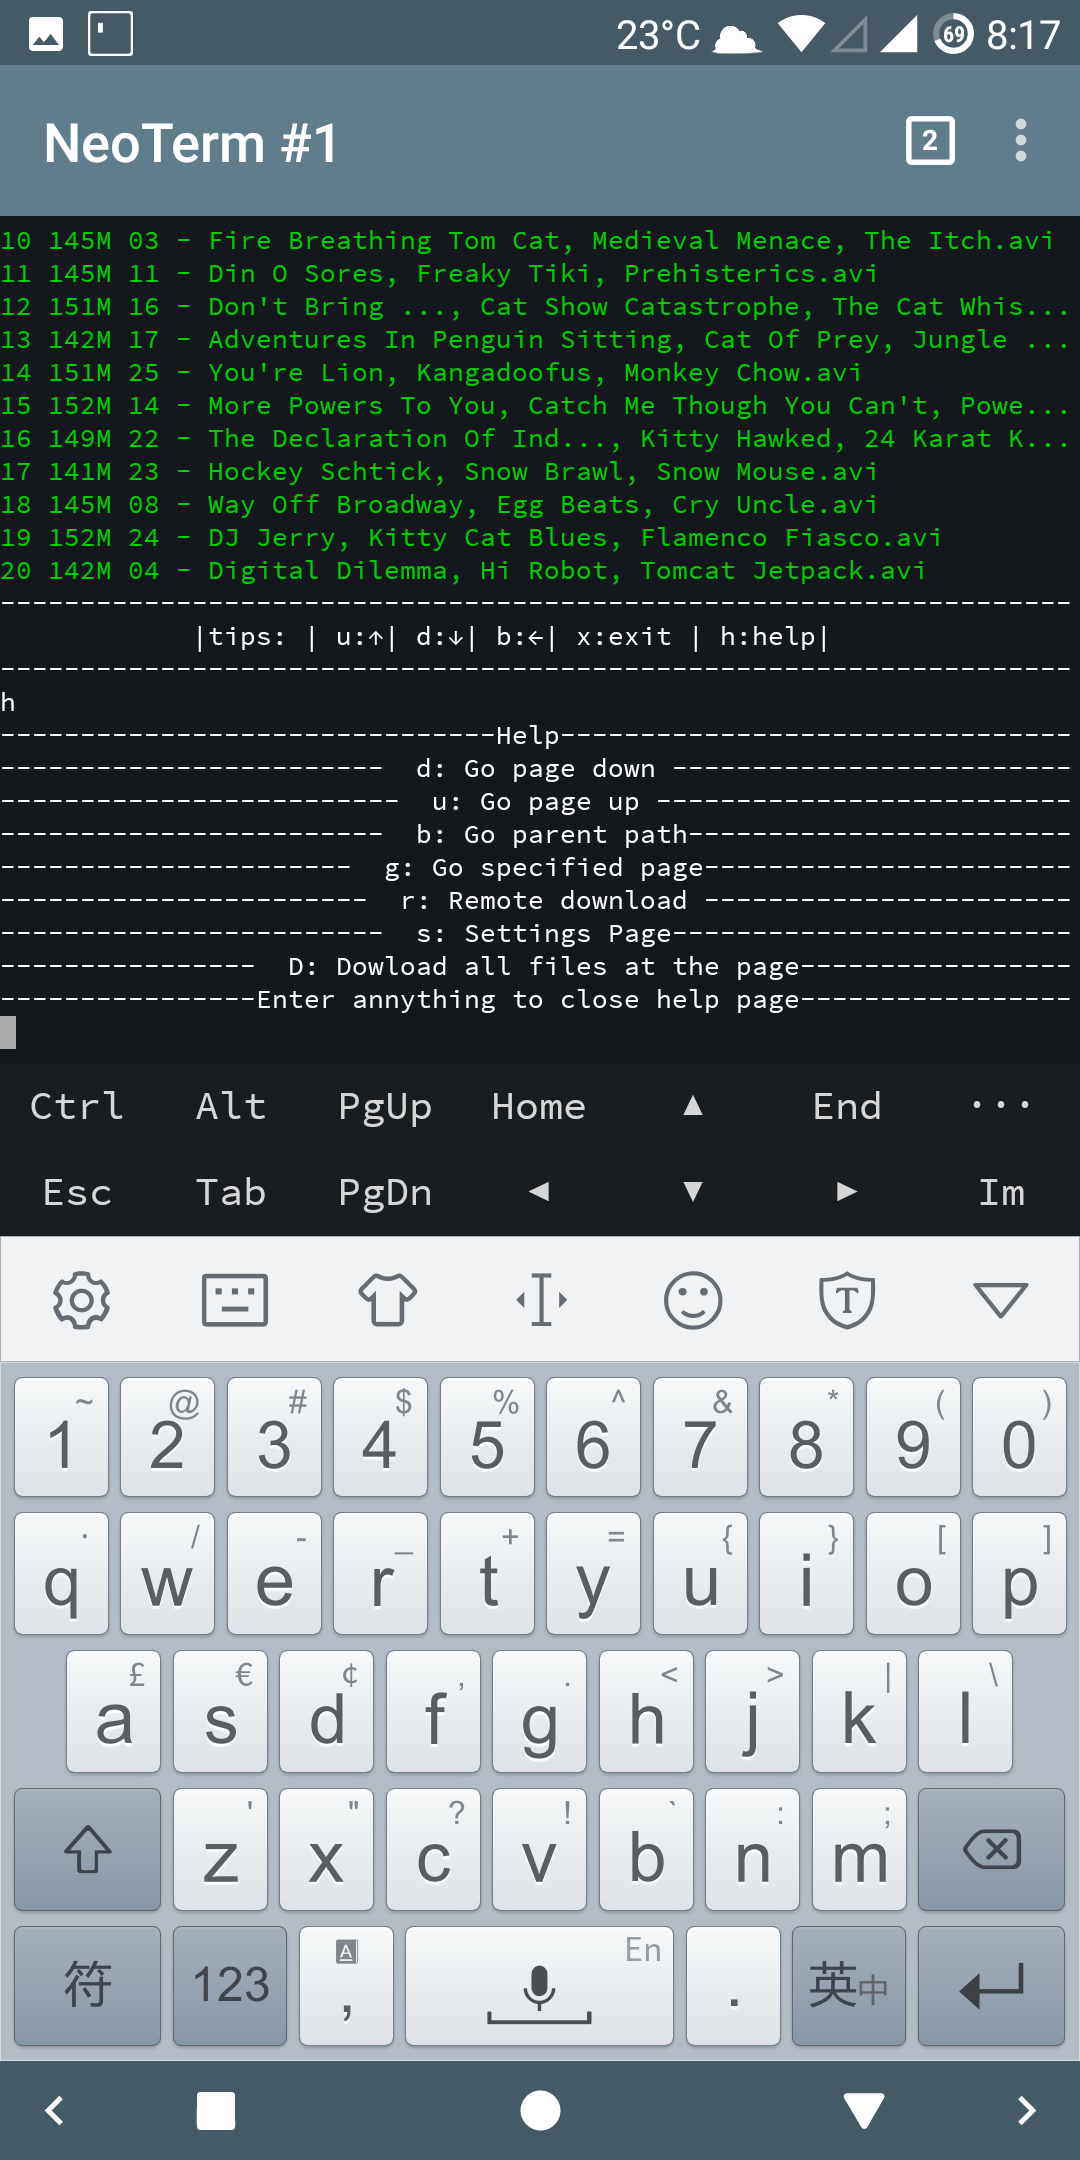 23°C 69 8:17
NeoTerm #1 2
10 145M 03 - Fire Breathing Tom Cat, Medieval Menace, The Itch.avi
11 145M 11 - Din O Sores, Freaky Tiki, Prehisterics.avi
12 151M 16 - Don't Bring ..., Cat Show Catastrophe, The Cat Whis...
13 142M 17 - Adventures In Penguin Sitting, Cat Of Prey, Jungle ...
14 151M 25 - You're Lion, Kangadoofus, Monkey Chow.avi
15 152M 14 - More Powers To You, Catch Me Though You Can't, Powe...
16 149M 22 - The Declaration Of Ind..., Kitty Hawked, 24 Karat K...
17 141M 23 - Hockey Schtick, Snow Brawl, Snow Mouse.avi
18 145M 08 - Way Off Broadway, Egg Beats, Cry Uncle.avi
19 152M 24 - DJ Jerry, Kitty Cat Blues, Flamenco Fiasco.avi
20 142M 04 - Digital Dilemma, Hi Robot, Tomcat Jetpack.avi
-------------------------------------------------------------------
|tips: | u:↑| d:↓| b:←| x:exit | h:help|
-------------------------------------------------------------------
h
-------------------------------Help--------------------------------
------------------------  d: Go page down -------------------------
-------------------------  u: Go page up --------------------------
------------------------  b: Go parent path------------------------
----------------------  g: Go specified page-----------------------
-----------------------  r: Remote download -----------------------
------------------------  s: Settings Page-------------------------
----------------  D: Dowload all files at the page-----------------
----------------Enter annything to close help page-----------------
Ctrl Alt PgUp Home ▲ End ···
Esc Tab PgDn ◀ ▼ ▶ Im
T
~ @ # $ % ^ & * ( )
1 2 3 4 5 6 7 8 9 0
· / - _ + = { } [ ]
q w e r t y u i o p
£ € ¢ , . < > | \
a s d f g h j k l
' " ? ! ` : ;
z x c v b n m
A En
符 123 , . 英中